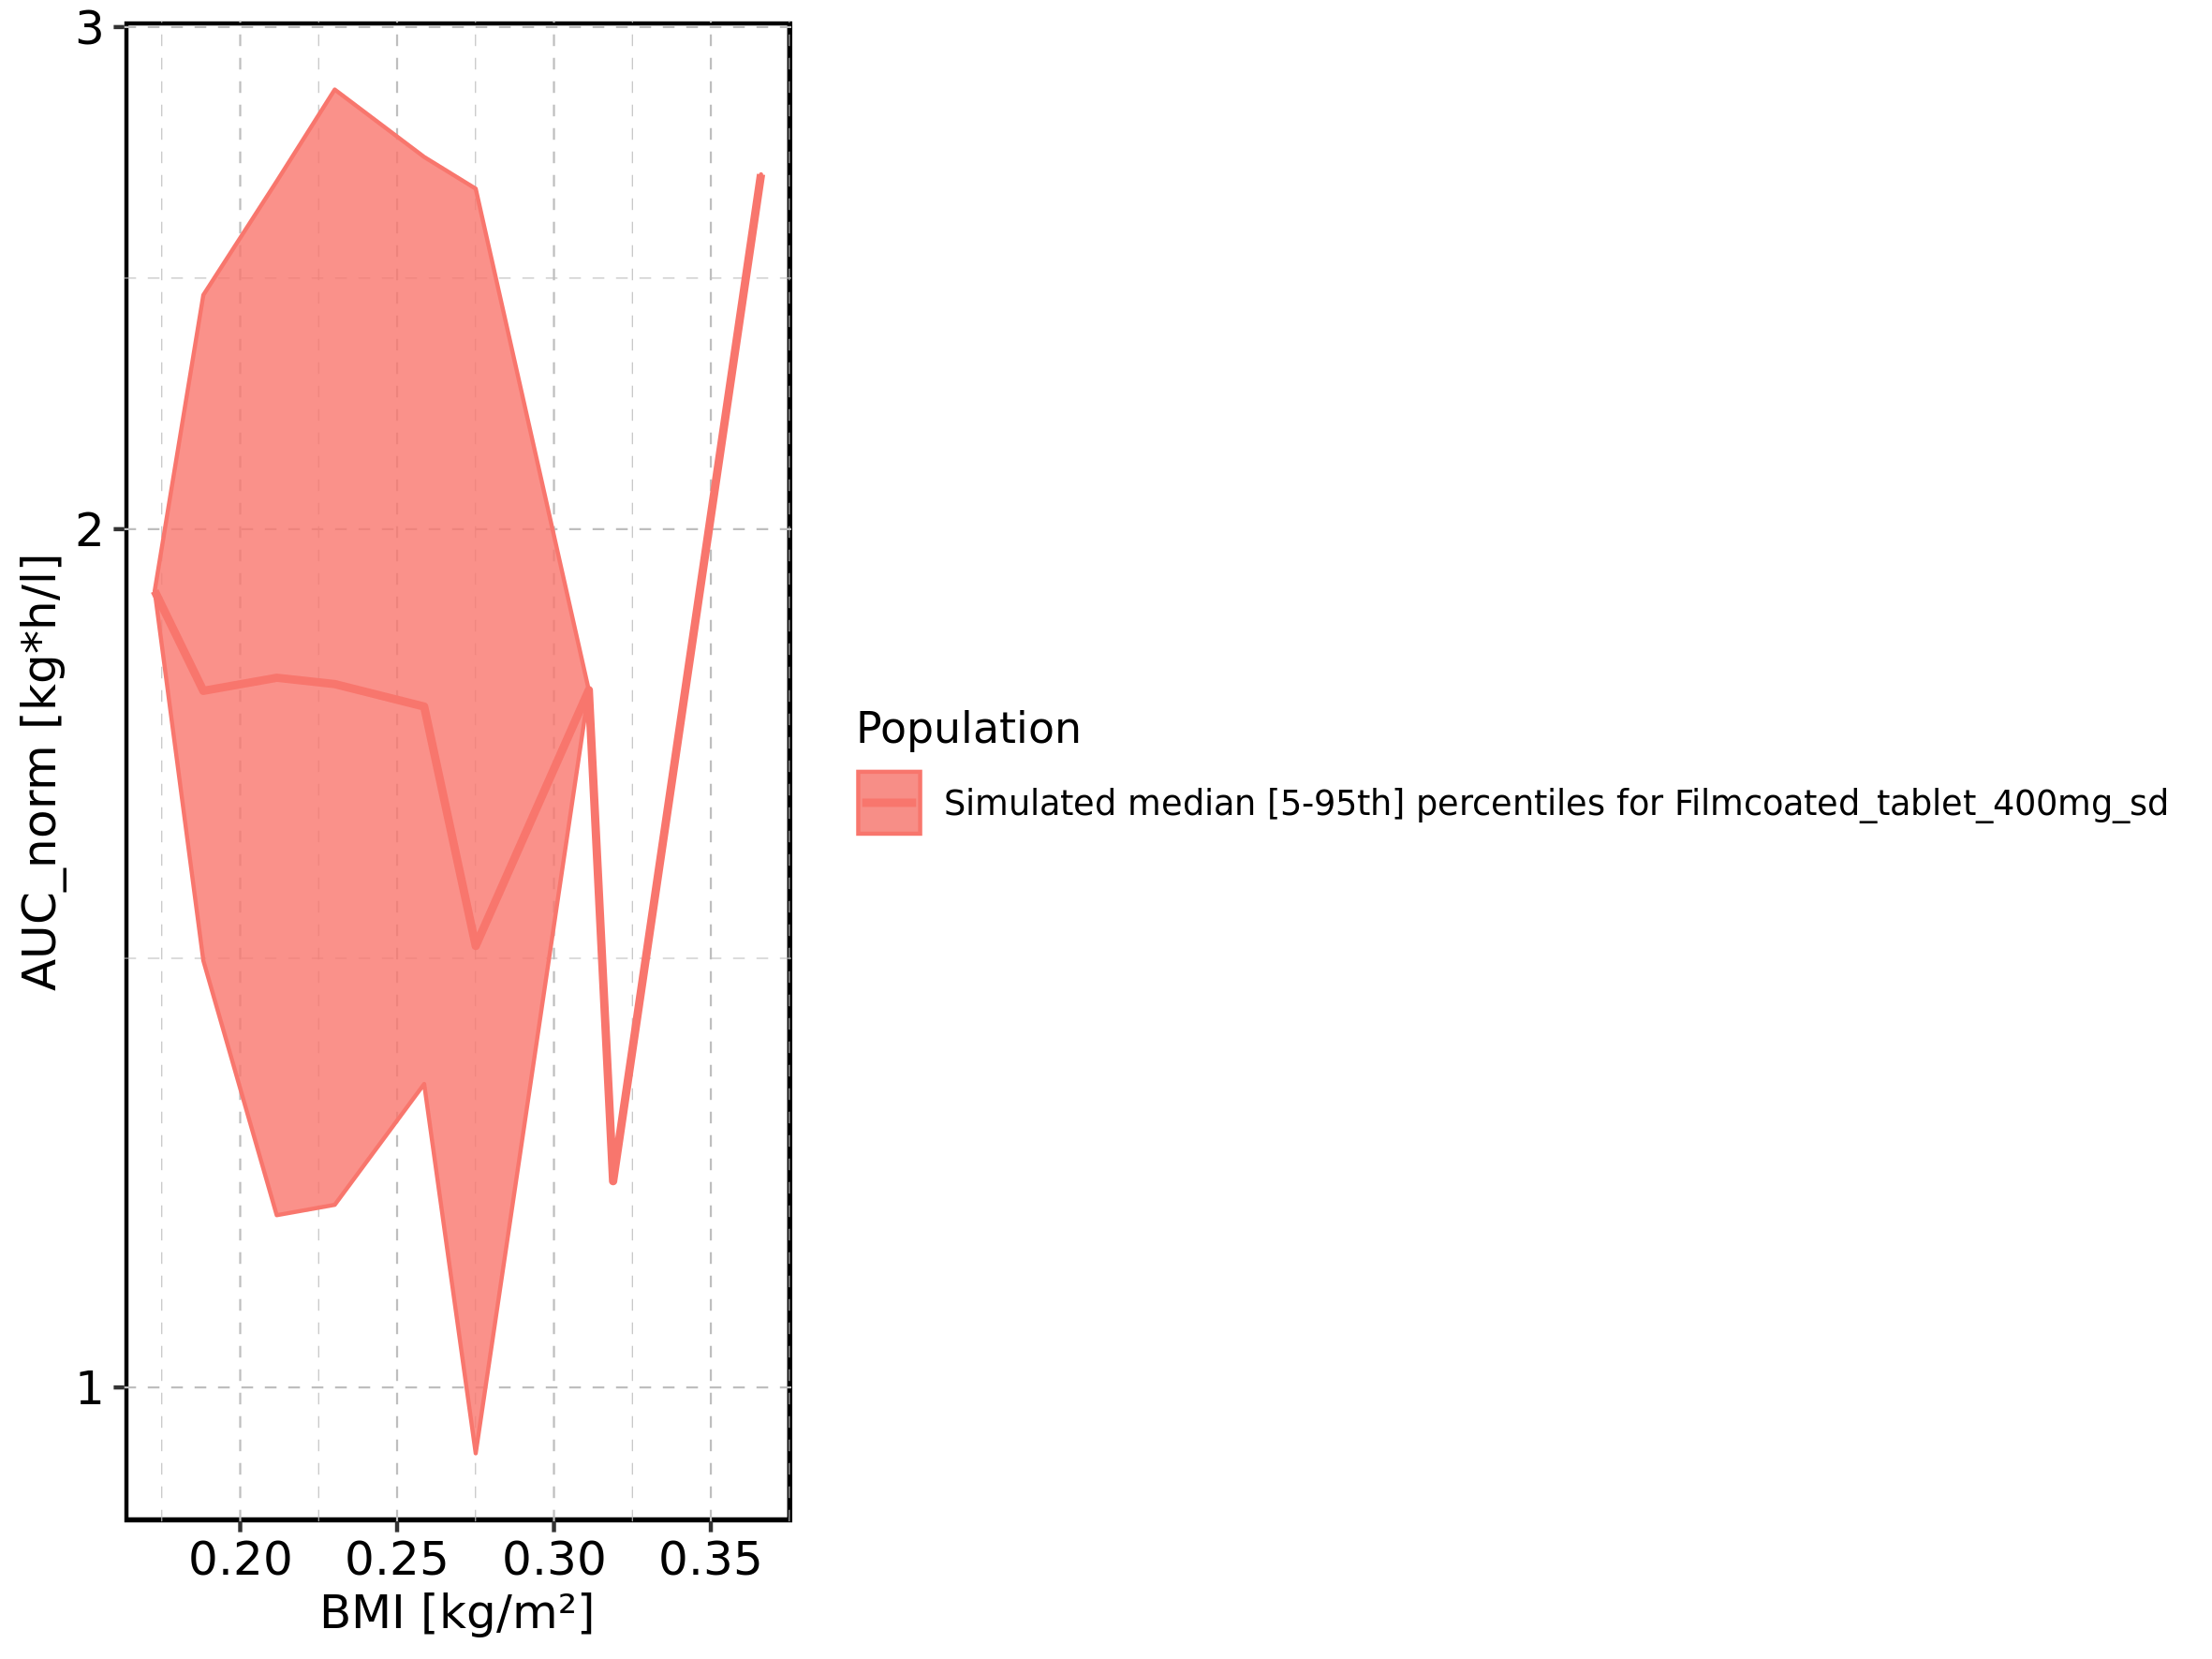 3
2
1
AUC_norm [kg*h/l]
0.20 0.25 0.30 0.35
BMI [kg/m²]
Population
Simulated median [5-95th] percentiles for Filmcoated_tablet_400mg_sd